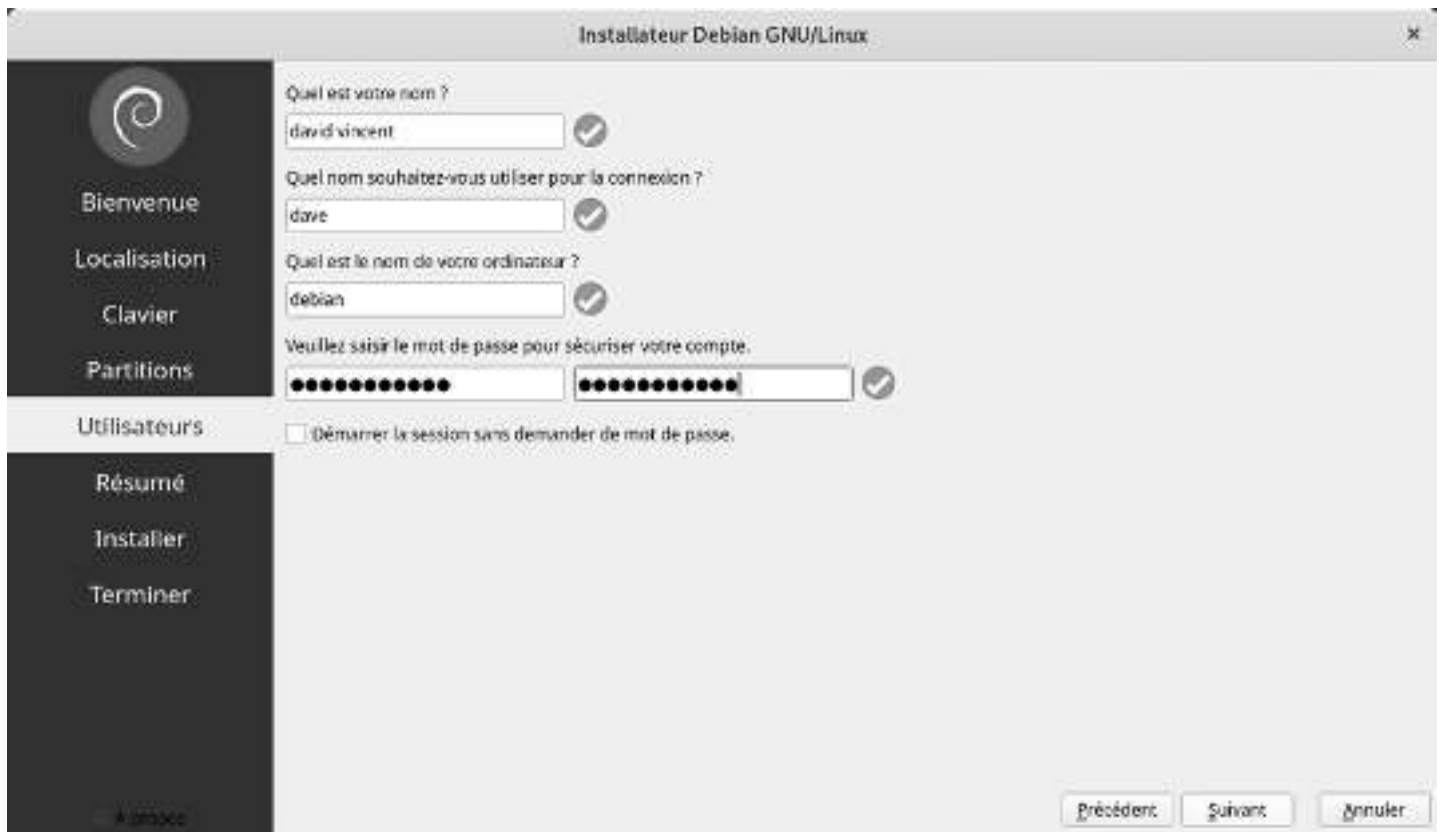 Installateur Debian GNU/Linux
Bienvenue
Localisation
Clavier
Partitions
Utilisateurs
Résumé
Installer
Terminer
À propos
Quel est votre nom ?
david vincent
Quel nom souhaitez-vous utiliser pour la connexion ?
dave
Quel est le nom de votre ordinateur ?
debian
Veuillez saisir le mot de passe pour sécuriser votre compte.
●●●●●●●●●●● ●●●●●●●●●●●
Démarrer la session sans demander de mot de passe.
Précédent Suivant Annuler